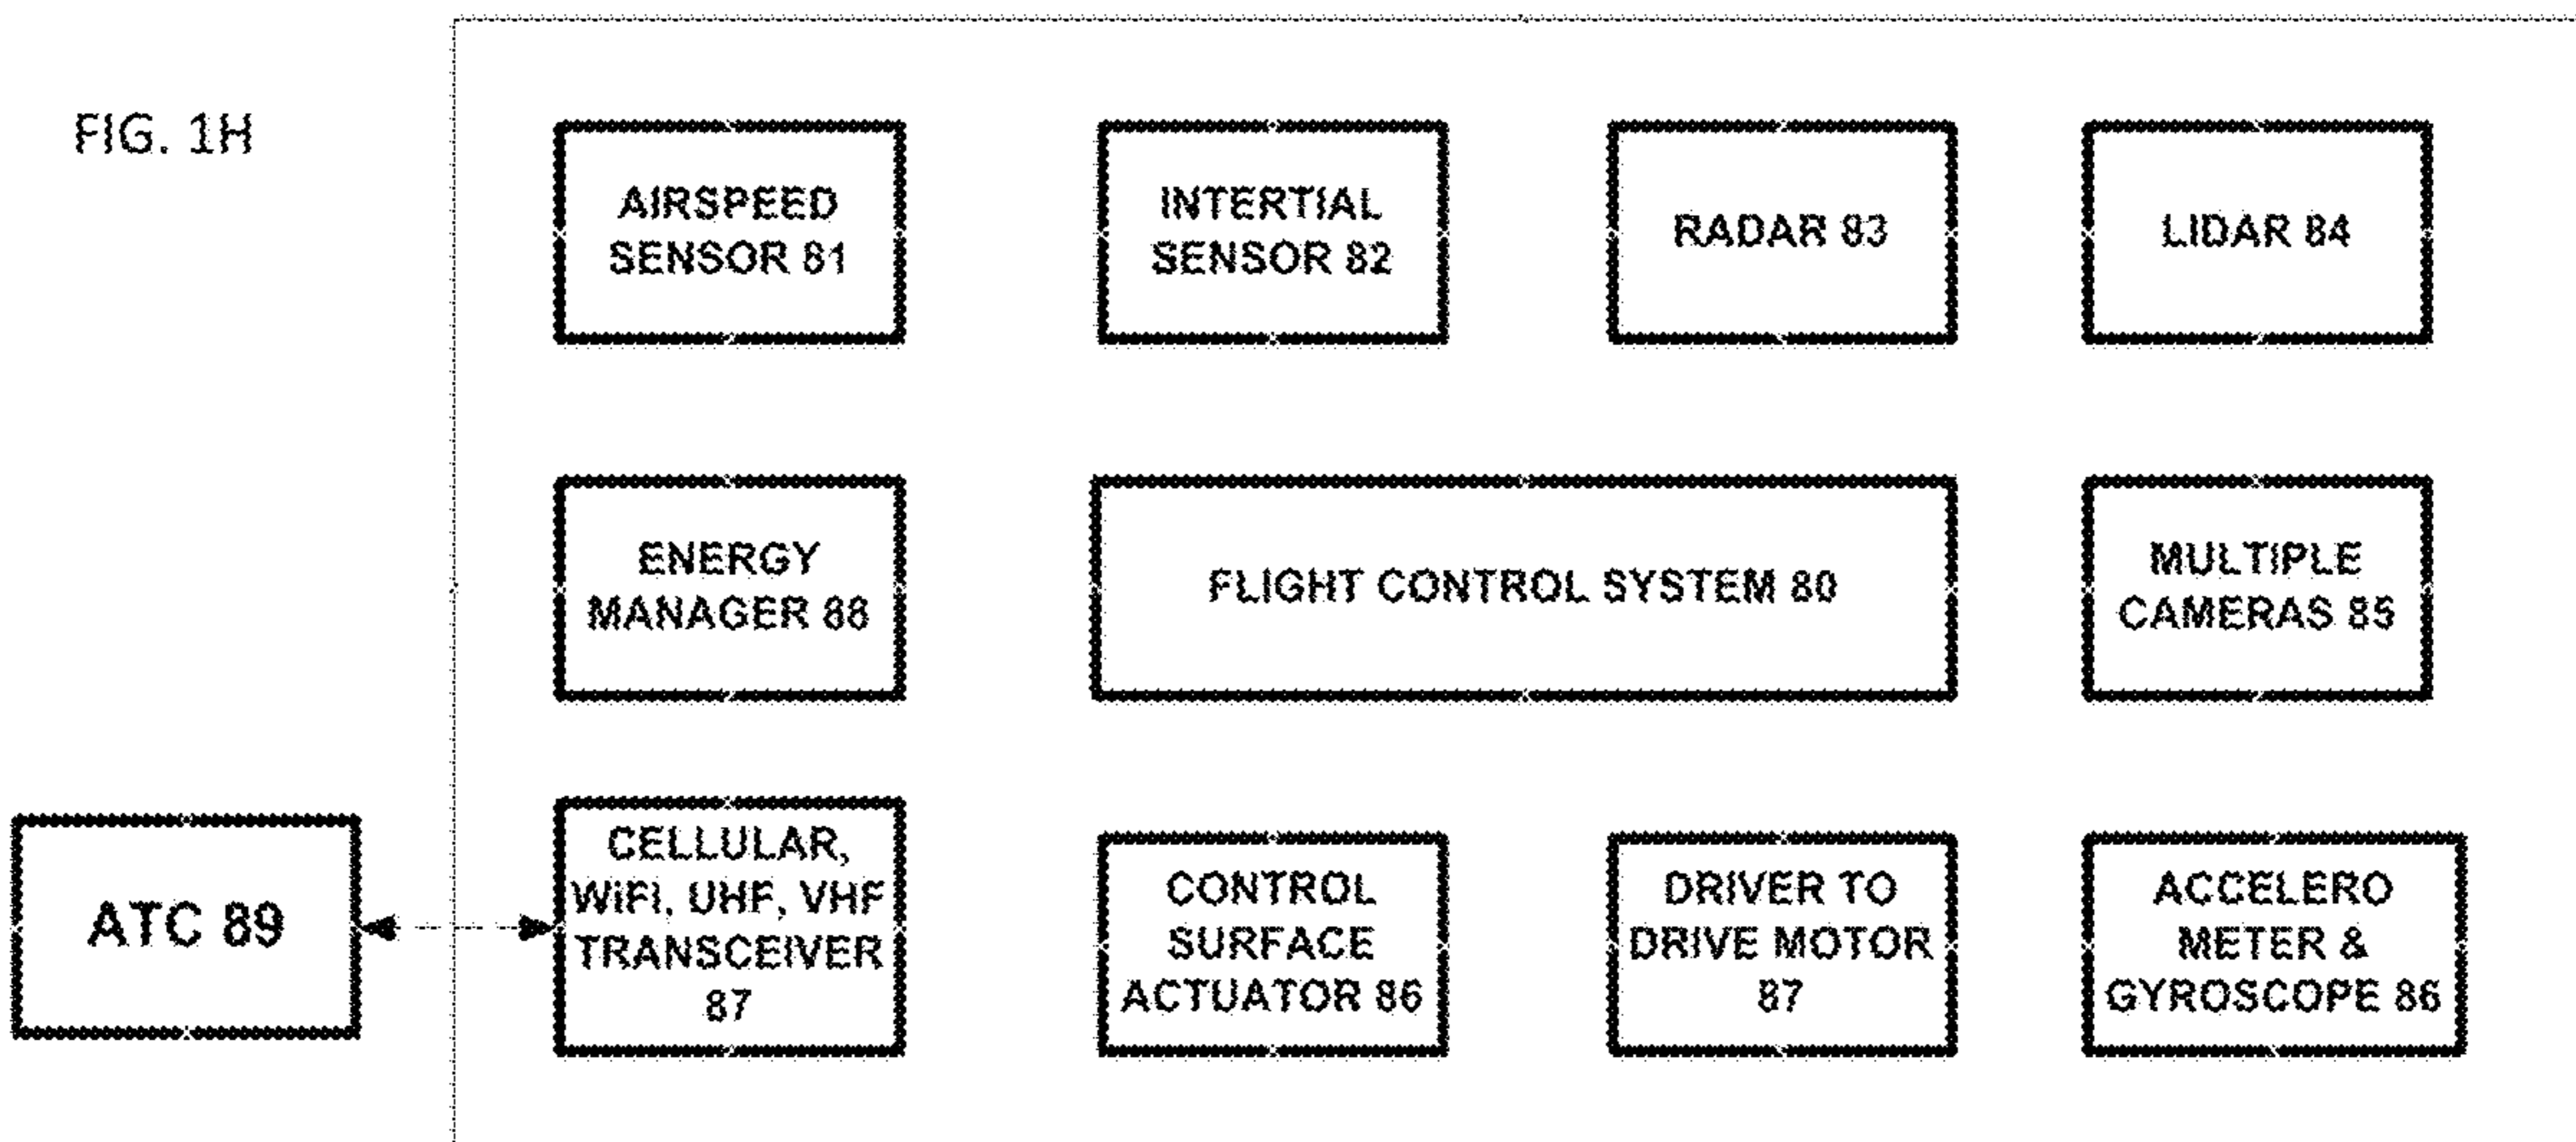 FIG. 1H
AIRSPEED
SENSOR 81
INTERTIAL
SENSOR 82
RADAR 83
LIDAR 84
ENERGY
MANAGER 88
FLIGHT CONTROL SYSTEM 80
MULTIPLE
CAMERAS 85
ATC 89
CELLULAR,
WiFi, UHF, VHF
TRANSCEIVER
87
CONTROL
SURFACE
ACTUATOR 86
DRIVER TO
DRIVE MOTOR
87
ACCELERO
METER &
GYROSCOPE 86